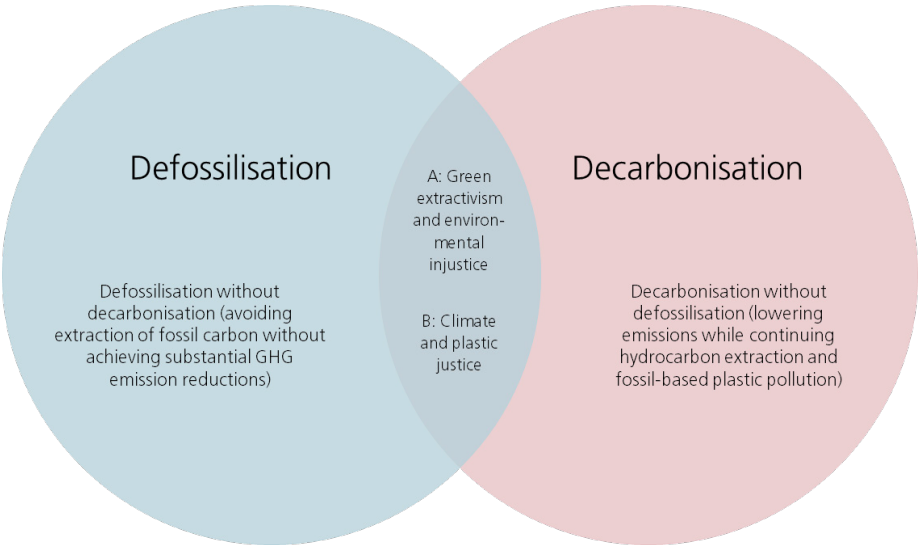 Defossilisation
Defossilisation without
decarbonisation (avoiding
extraction of fossil carbon without
achieving substantial GHG
emission reductions)
A: Green
extractivism
and environ-
mental
injustice
B: Climate
and plastic
justice
Decarbonisation
Decarbonisation without
defossilisation (lowering
emissions while continuing
hydrocarbon extraction and
fossil-based plastic pollution)